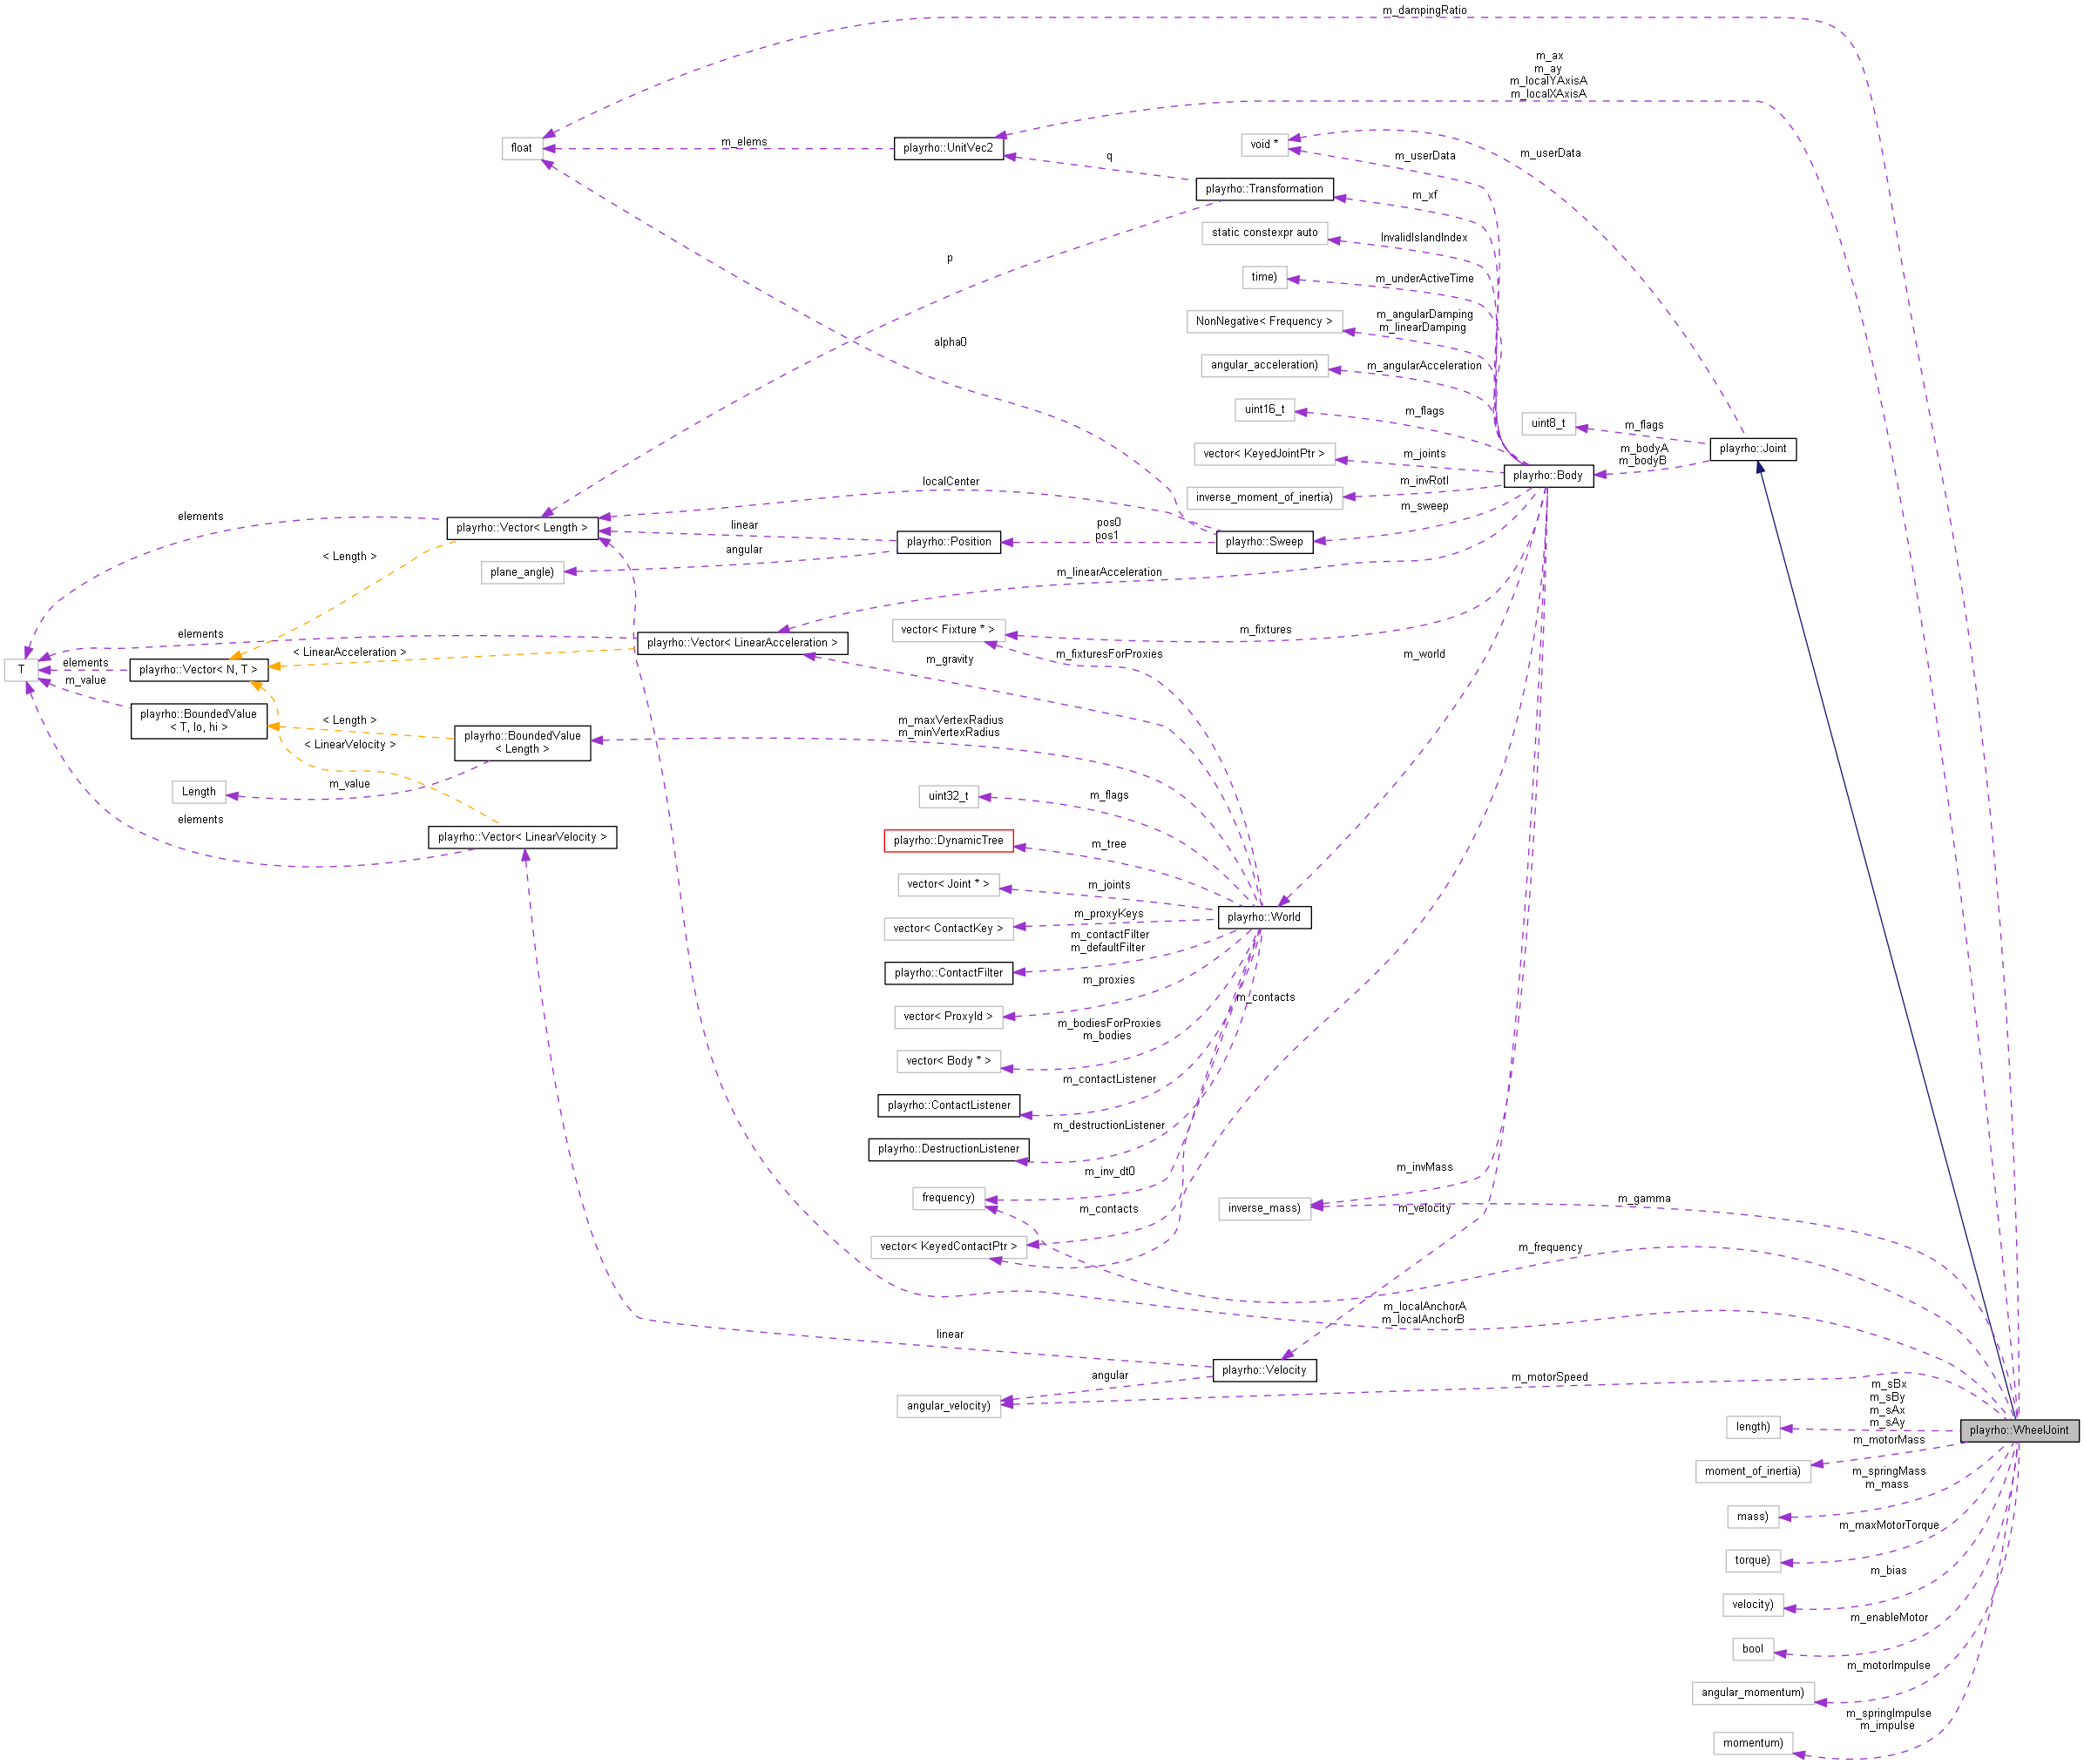 m_dampingRatio
m_ax
m_ay
m_localYAxisA
m_localXAxisA
float
m_elems
playrho::UnitVec2
void *
m_userData
m_userData
q
playrho::Transformation
m_xf
static constexpr auto
InvalidIslandIndex
p
time)
m_underActiveTime
NonNegative< Frequency >
m_angularDamping
m_linearDamping
alpha0
angular_acceleration)
m_angularAcceleration
uint16_t
m_flags
uint8_t
m_flags
playrho::Joint
vector< KeyedJointPtr >
m_joints
m_bodyA
m_bodyB
playrho::Body
localCenter
inverse_moment_of_inertia)
m_invRotI
m_sweep
elements
playrho::Vector< Length >
linear
playrho::Position
pos0
pos1
playrho::Sweep
< Length >
angular
plane_angle)
m_linearAcceleration
elements
vector< Fixture * >
m_fixtures
playrho::Vector< LinearAcceleration >
< LinearAcceleration >
m_gravity
m_fixturesForProxies
m_world
T
elements
m_value
playrho::Vector< N, T >
playrho::BoundedValue
< T, lo, hi >
< Length >
< LinearVelocity >
playrho::BoundedValue
< Length >
m_maxVertexRadius
m_minVertexRadius
Length
m_value
uint32_t
m_flags
elements
playrho::Vector< LinearVelocity >
playrho::DynamicTree
m_tree
vector< Joint * >
m_joints
vector< ContactKey >
m_proxyKeys
playrho::World
m_contactFilter
m_defaultFilter
playrho::ContactFilter
m_proxies
m_contacts
vector< ProxyId >
m_bodiesForProxies
m_bodies
vector< Body * >
m_contactListener
playrho::ContactListener
m_destructionListener
playrho::DestructionListener
m_inv_dt0
m_invMass
frequency)
m_contacts
inverse_mass)
m_velocity
m_gamma
vector< KeyedContactPtr >
m_frequency
m_localAnchorA
m_localAnchorB
linear
playrho::Velocity
angular
angular_velocity)
m_motorSpeed
m_sBx
m_sBy
m_sAx
m_sAy
length)
playrho::WheelJoint
m_motorMass
moment_of_inertia)
m_springMass
m_mass
mass)
m_maxMotorTorque
torque)
m_bias
velocity)
m_enableMotor
bool
m_motorImpulse
angular_momentum)
m_springImpulse
m_impulse
momentum)